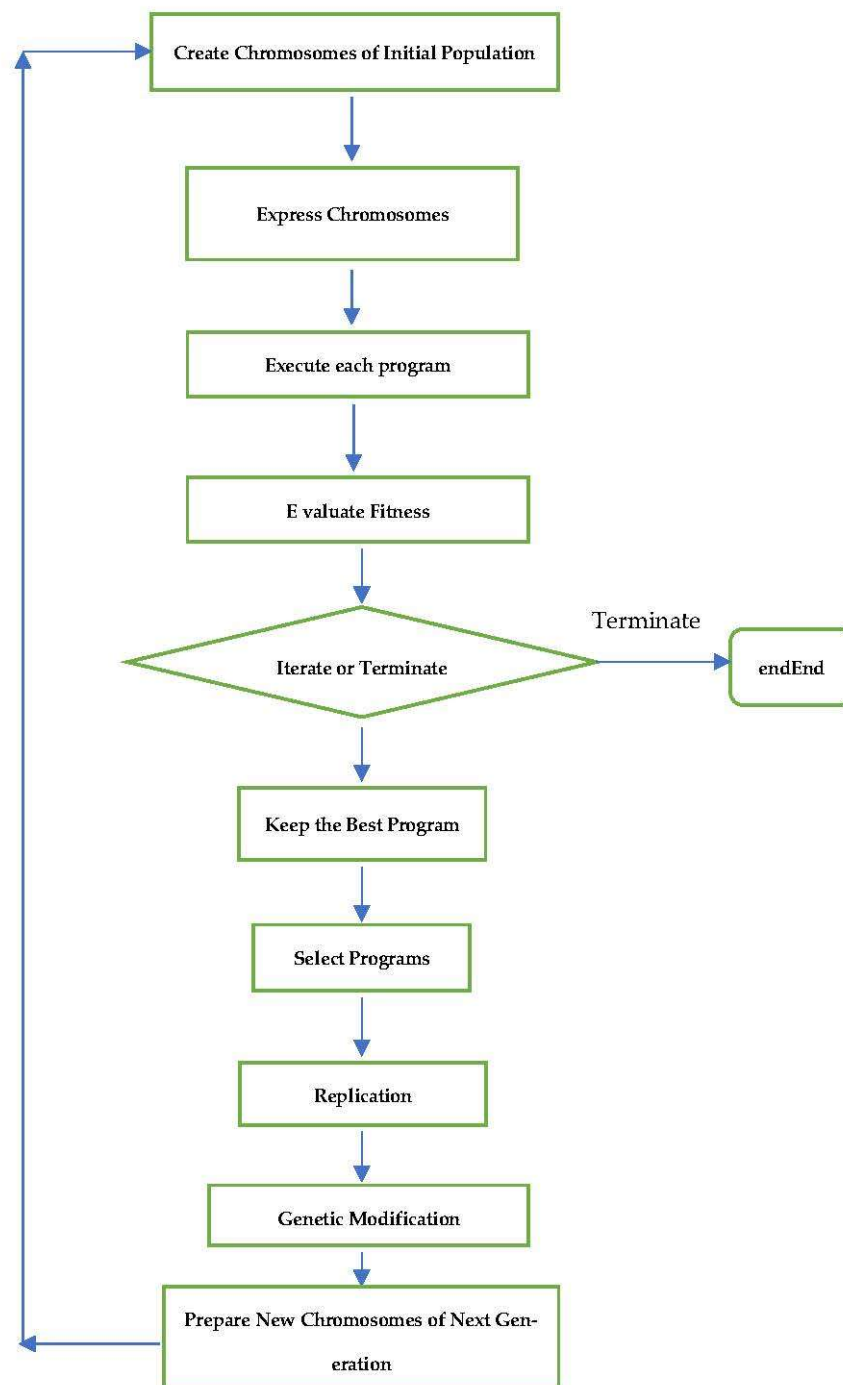 Create Chromosomes of Initial Population
Express Chromosomes
Execute each program
E valuate Fitness
Terminate
Iterate or Terminate
endEnd
Keep the Best Program
Select Programs
Replication
Genetic Modification
Prepare New Chromosomes of Next Gen-
eration